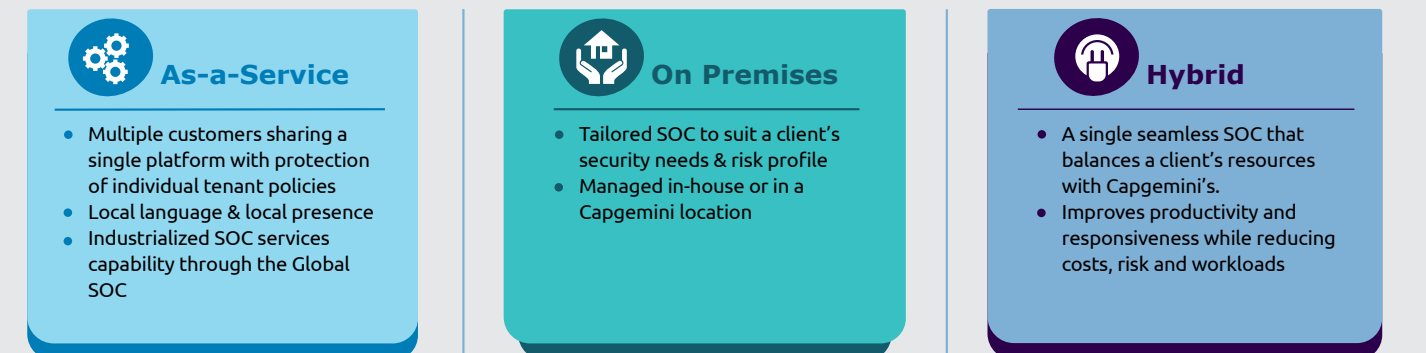 As-a-Service
• Multiple customers sharing a
single platform with protection
of individual tenant policies
• Local language & local presence
• Industrialized SOC services
capability through the Global
SOC
On Premises
• Tailored SOC to suit a client’s
security needs & risk profile
• Managed in-house or in a
Capgemini location
Hybrid
• A single seamless SOC that
balances a client’s resources
with Capgemini’s.
• Improves productivity and
responsiveness while reducing
costs, risk and workloads